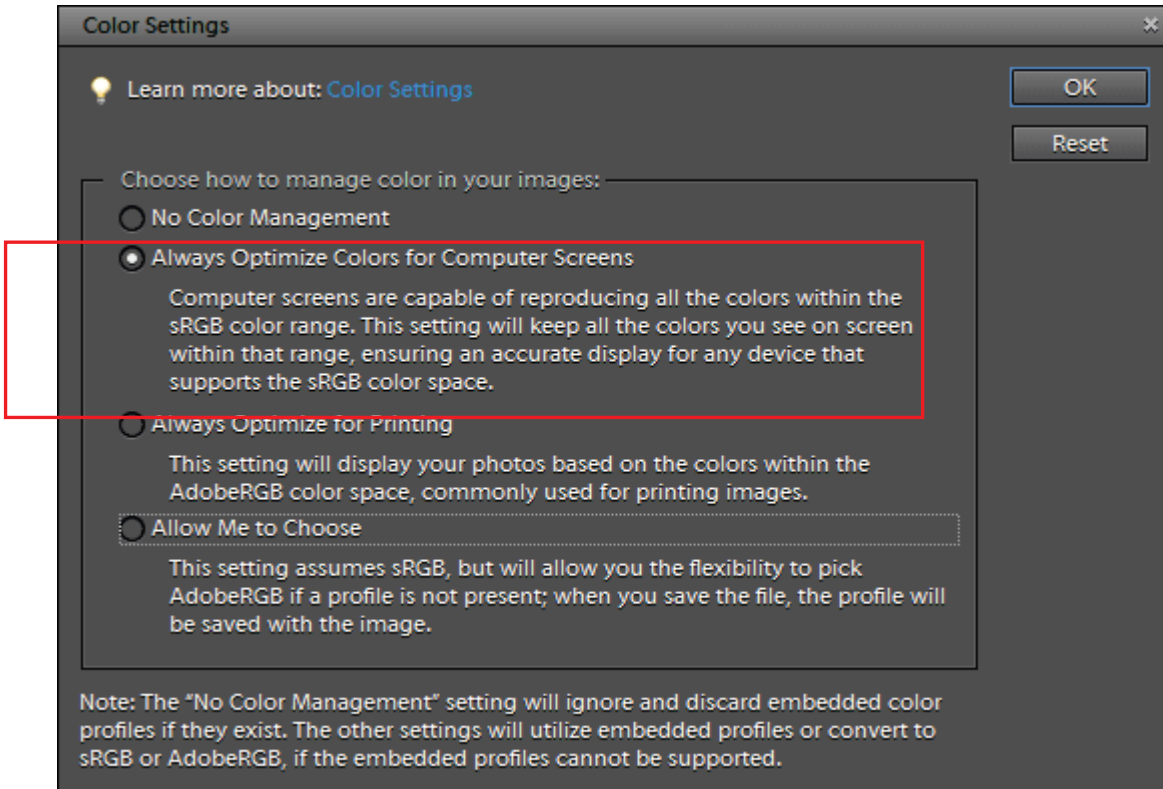 Color Settings
Learn more about: Color Settings
OK
Reset
Choose how to manage color in your images:
No Color Management
Always Optimize Colors for Computer Screens
Computer screens are capable of reproducing all the colors within the
sRGB color range. This setting will keep all the colors you see on screen
within that range, ensuring an accurate display for any device that
supports the sRGB color space.
Always Optimize for Printing
This setting will display your photos based on the colors within the
AdobeRGB color space, commonly used for printing images.
Allow Me to Choose
This setting assumes sRGB, but will allow you the flexibility to pick
AdobeRGB if a profile is not present; when you save the file, the profile will
be saved with the image.
Note: The “No Color Management” setting will ignore and discard embedded color
profiles if they exist. The other settings will utilize embedded profiles or convert to
sRGB or AdobeRGB, if the embedded profiles cannot be supported.